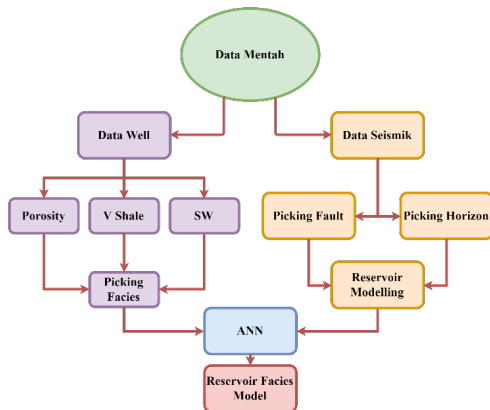 Data Mentah
Data Well
Data Seismik
Porosity
V Shale
SW
Picking Fault
Picking Horizon
Picking
Facies
Reservoir
Modelling
ANN
Reservoir Facies
Model